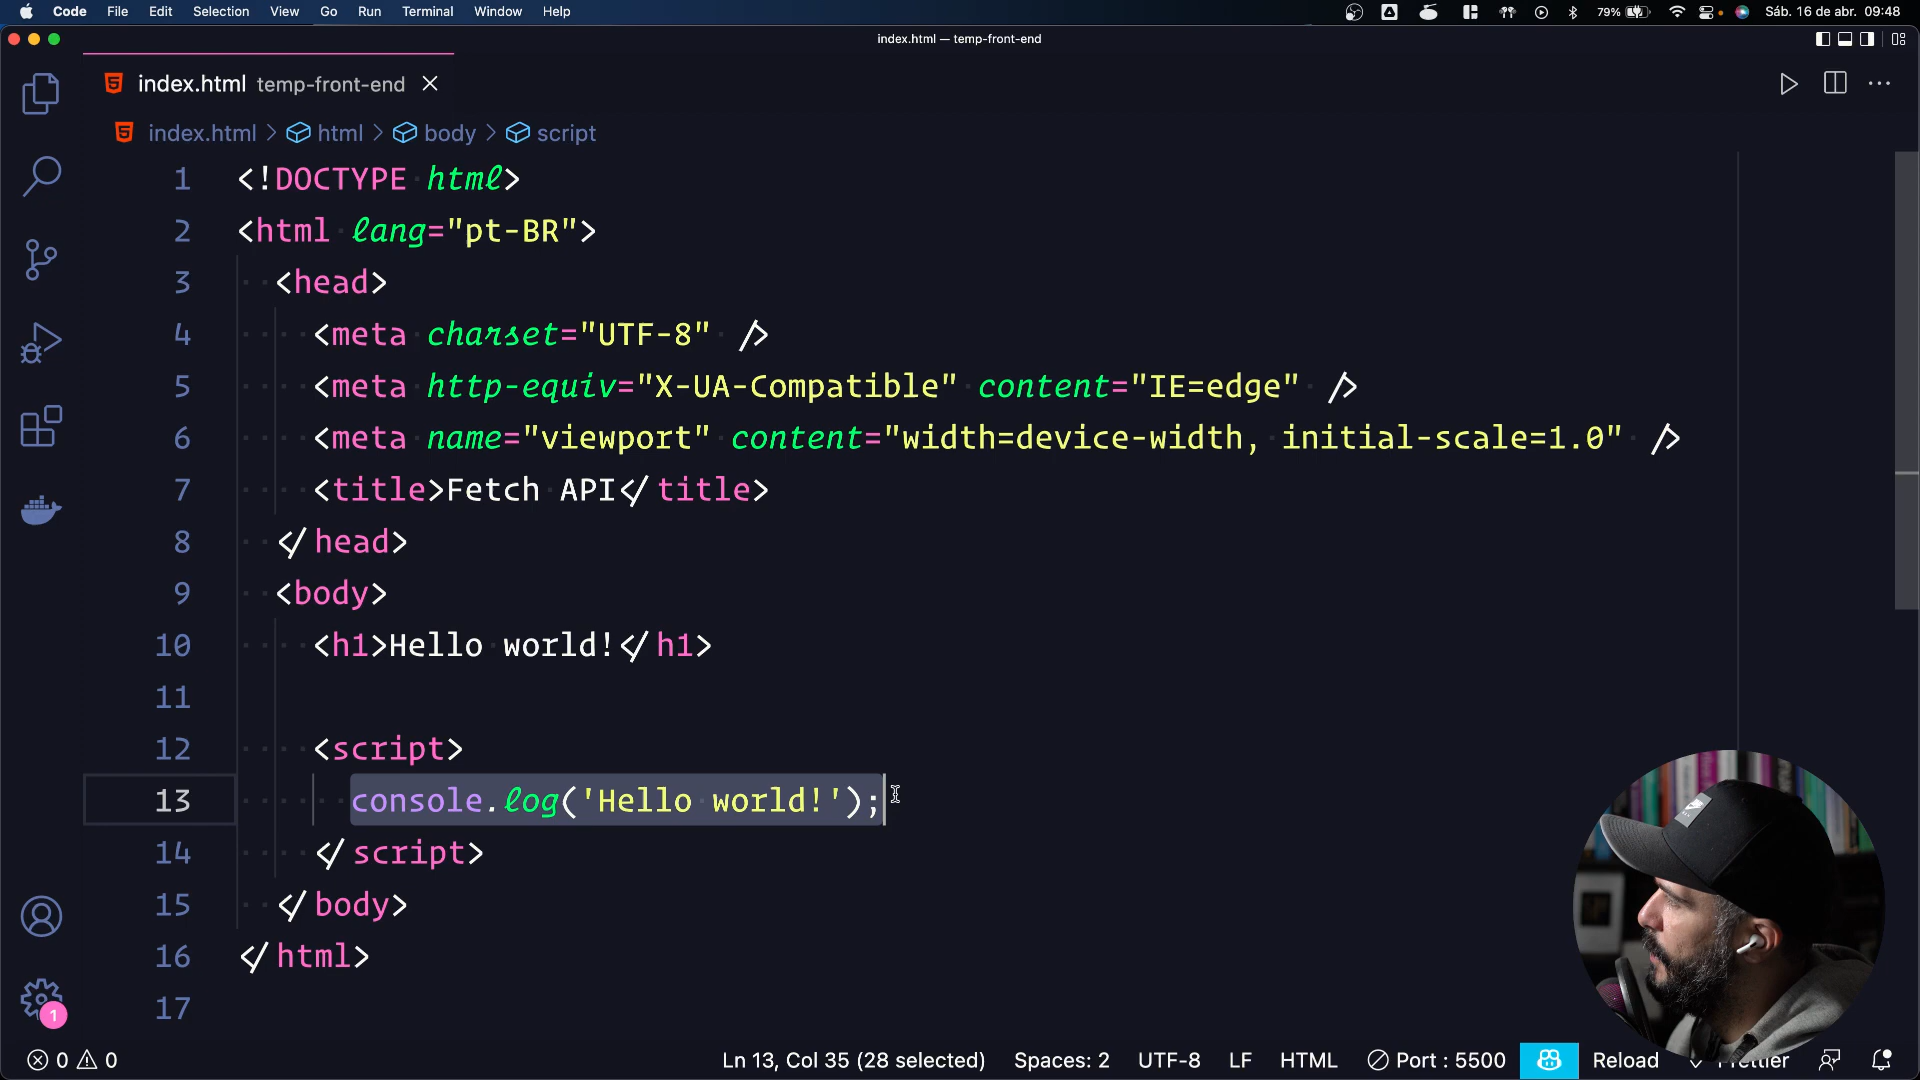 Code File Edit Selection View Go Run Terminal Window Help 79% Sáb. 16 de abr. 09:48
index.html — temp-front-end
index.html temp-front-end
index.html > html > body > script
1 <!DOCTYPE html>
2 <html lang="pt-BR">
3 <head>
4 <meta charset="UTF-8" />
5 <meta http-equiv="X-UA-Compatible" content="IE=edge" />
6 <meta name="viewport" content="width=device-width, initial-scale=1.0" />
7 <title>Fetch API</title>
8 </head>
9 <body>
10 <h1>Hello world!</h1>
11
12 <script>
13 console.log('Hello world!');
14 </script>
15 </body>
16 </html>
17
1
0 0 Ln 13, Col 35 (28 selected) Spaces: 2 UTF-8 LF HTML Port : 5500 Reload Prettier